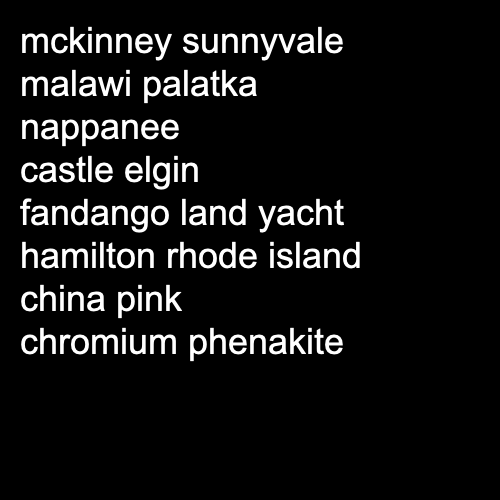 mckinney sunnyvale
malawi palatka
nappanee
castle elgin
fandango land yacht
hamilton rhode island
china pink
chromium phenakite